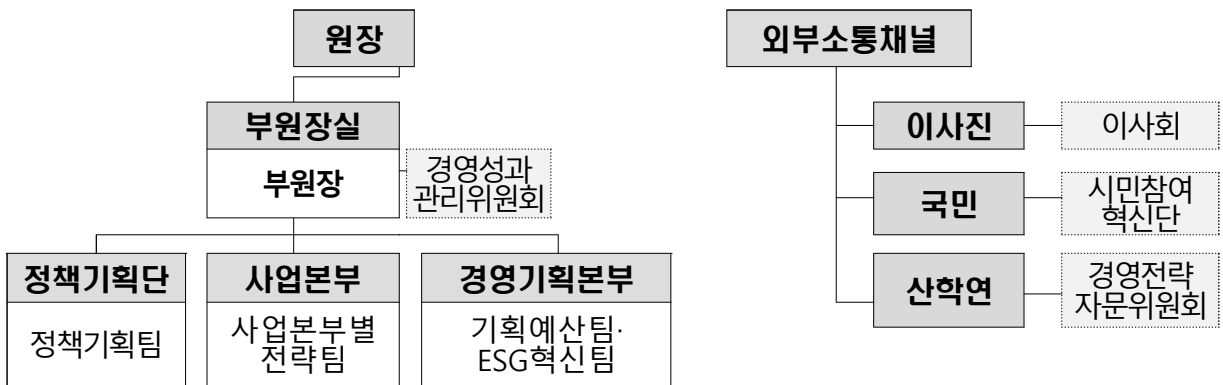 원장
외부소통채널
부원장실
부원장
경영성과
관리위원회
이사진
이사회
국민
시민참여
혁신단
산학연
경영전략
자문위원회
정책기획단
정책기획팀
사업본부
사업본부별
전략팀
경영기획본부
기획예산팀·
ESG혁신팀